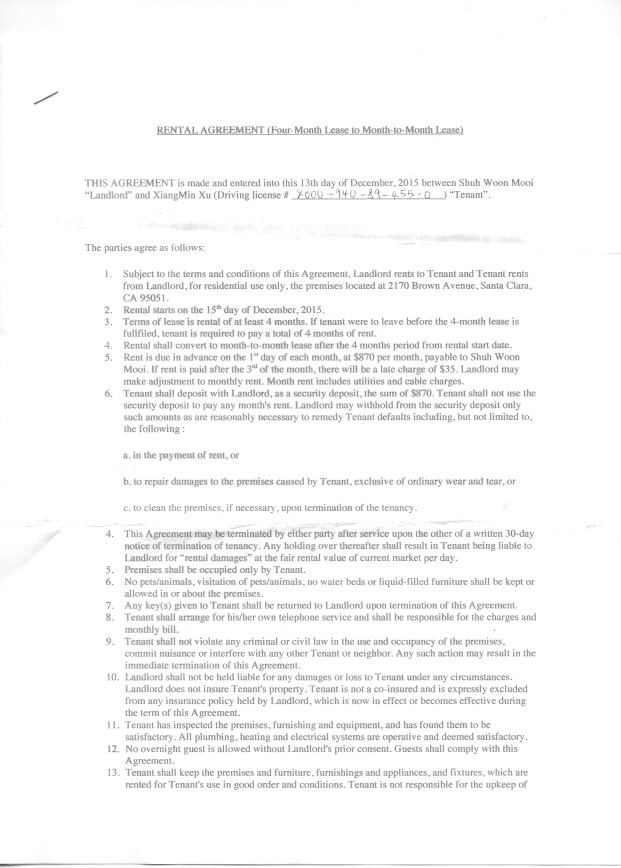 RENTAL AGREEMENT (Four-Month Lease to Month-to-Month Lease)
THIS AGREEMENT is made and entered into this 13th day of December, 2015 between Shuh Woon Mooi
“Landlord” and XiangMin Xu (Driving license # X000-940-89-455-0 ) “Tenant”.
The parties agree as follows:
1. Subject to the terms and conditions of this Agreement, Landlord rents to Tenant and Tenant rents
from Landlord, for residential use only, the premises located at 2170 Brown Avenue, Santa Clara,
CA 95051.
2. Rental starts on the 15th day of December, 2015.
3. Terms of lease is rental of at least 4 months. If tenant were to leave before the 4-month lease is
fullfiled, tenant is required to pay a total of 4 months of rent.
4. Rental shall convert to month-to-month lease after the 4 months period from rental start date.
5. Rent is due in advance on the 1st day of each month, at $870 per month, payable to Shuh Woon
Mooi. If rent is paid after the 3rd of the month, there will be a late charge of $35. Landlord may
make adjustment to monthly rent. Month rent includes utilities and cable charges.
6. Tenant shall deposit with Landlord, as a security deposit, the sum of $870. Tenant shall not use the
security deposit to pay any month's rent. Landlord may withhold from the security deposit only
such amounts as are reasonably necessary to remedy Tenant defaults including, but not limited to,
the following :
a. in the payment of rent, or
b. to repair damages to the premises caused by Tenant, exclusive of ordinary wear and tear, or
c. to clean the premises, if necessary, upon termination of the tenancy.
4. This Agreement may be terminated by either party after service upon the other of a written 30-day
notice of termination of tenancy. Any holding over thereafter shall result in Tenant being liable to
Landlord for “rental damages” at the fair rental value of current market per day.
5. Premises shall be occupied only by Tenant.
6. No pets/animals, visitation of pets/animals, no water beds or liquid-filled furniture shall be kept or
allowed in or about the premises.
7. Any key(s) given to Tenant shall be returned to Landlord upon termination of this Agreement.
8. Tenant shall arrange for his/her own telephone service and shall be responsible for the charges and
monthly bill.
9. Tenant shall not violate any criminal or civil law in the use and occupancy of the premises,
commit nuisance or interfere with any other Tenant or neighbor. Any such action may result in the
immediate termination of this Agreement.
10. Landlord shall not be held liable for any damages or loss to Tenant under any circumstances.
Landlord does not insure Tenant's property. Tenant is not a co-insured and is expressly excluded
from any insurance policy held by Landlord, which is now in effect or becomes effective during
the term of this Agreement.
11. Tenant has inspected the premises, furnishing and equipment, and has found them to be
satisfactory. All plumbing, heating and electrical systems are operative and deemed satisfactory.
12. No overnight guest is allowed without Landlord's prior consent. Guests shall comply with this
Agreement.
13. Tenant shall keep the premises and furniture, furnishings and appliances, and fixtures, which are
rented for Tenant's use in good order and conditions. Tenant is not responsible for the upkeep of